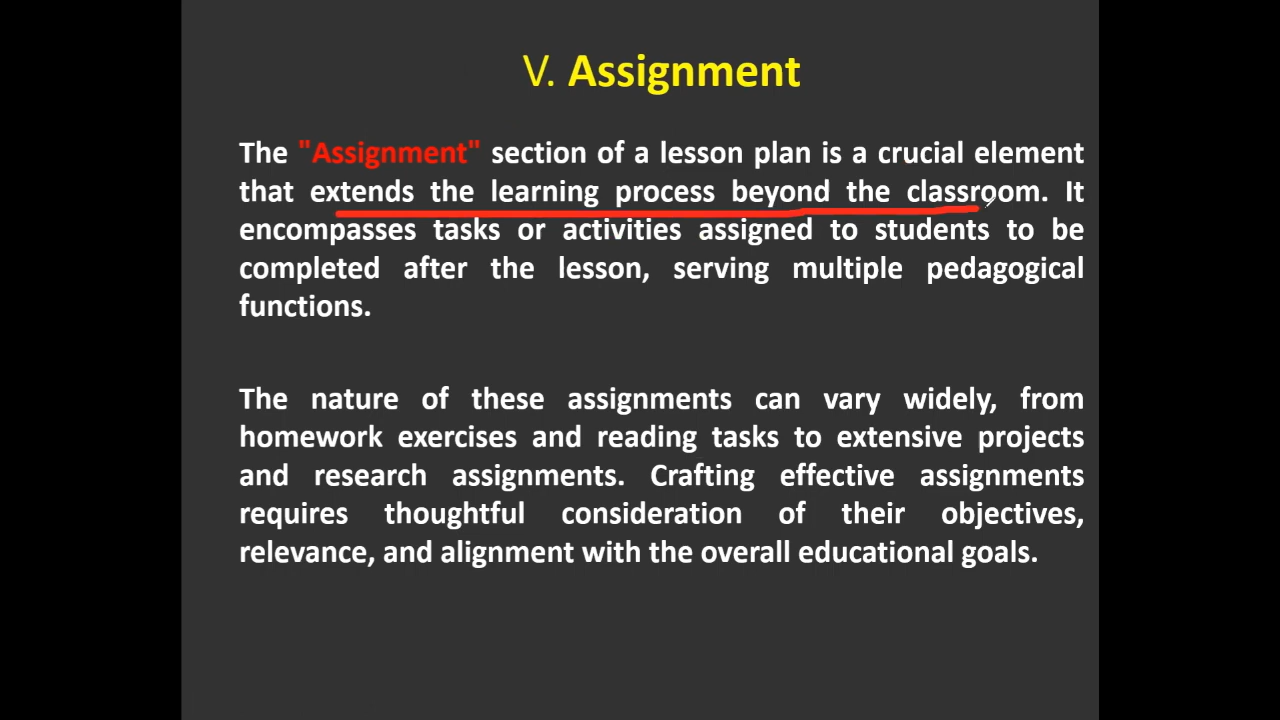 V. Assignment
The "Assignment" section of a lesson plan is a crucial element
that extends the learning process beyond the classroom. It
encompasses tasks or activities assigned to students to be
completed after the lesson, serving multiple pedagogical
functions.
The nature of these assignments can vary widely, from
homework exercises and reading tasks to extensive projects
and research assignments. Crafting effective assignments
requires thoughtful consideration of their objectives,
relevance, and alignment with the overall educational goals.